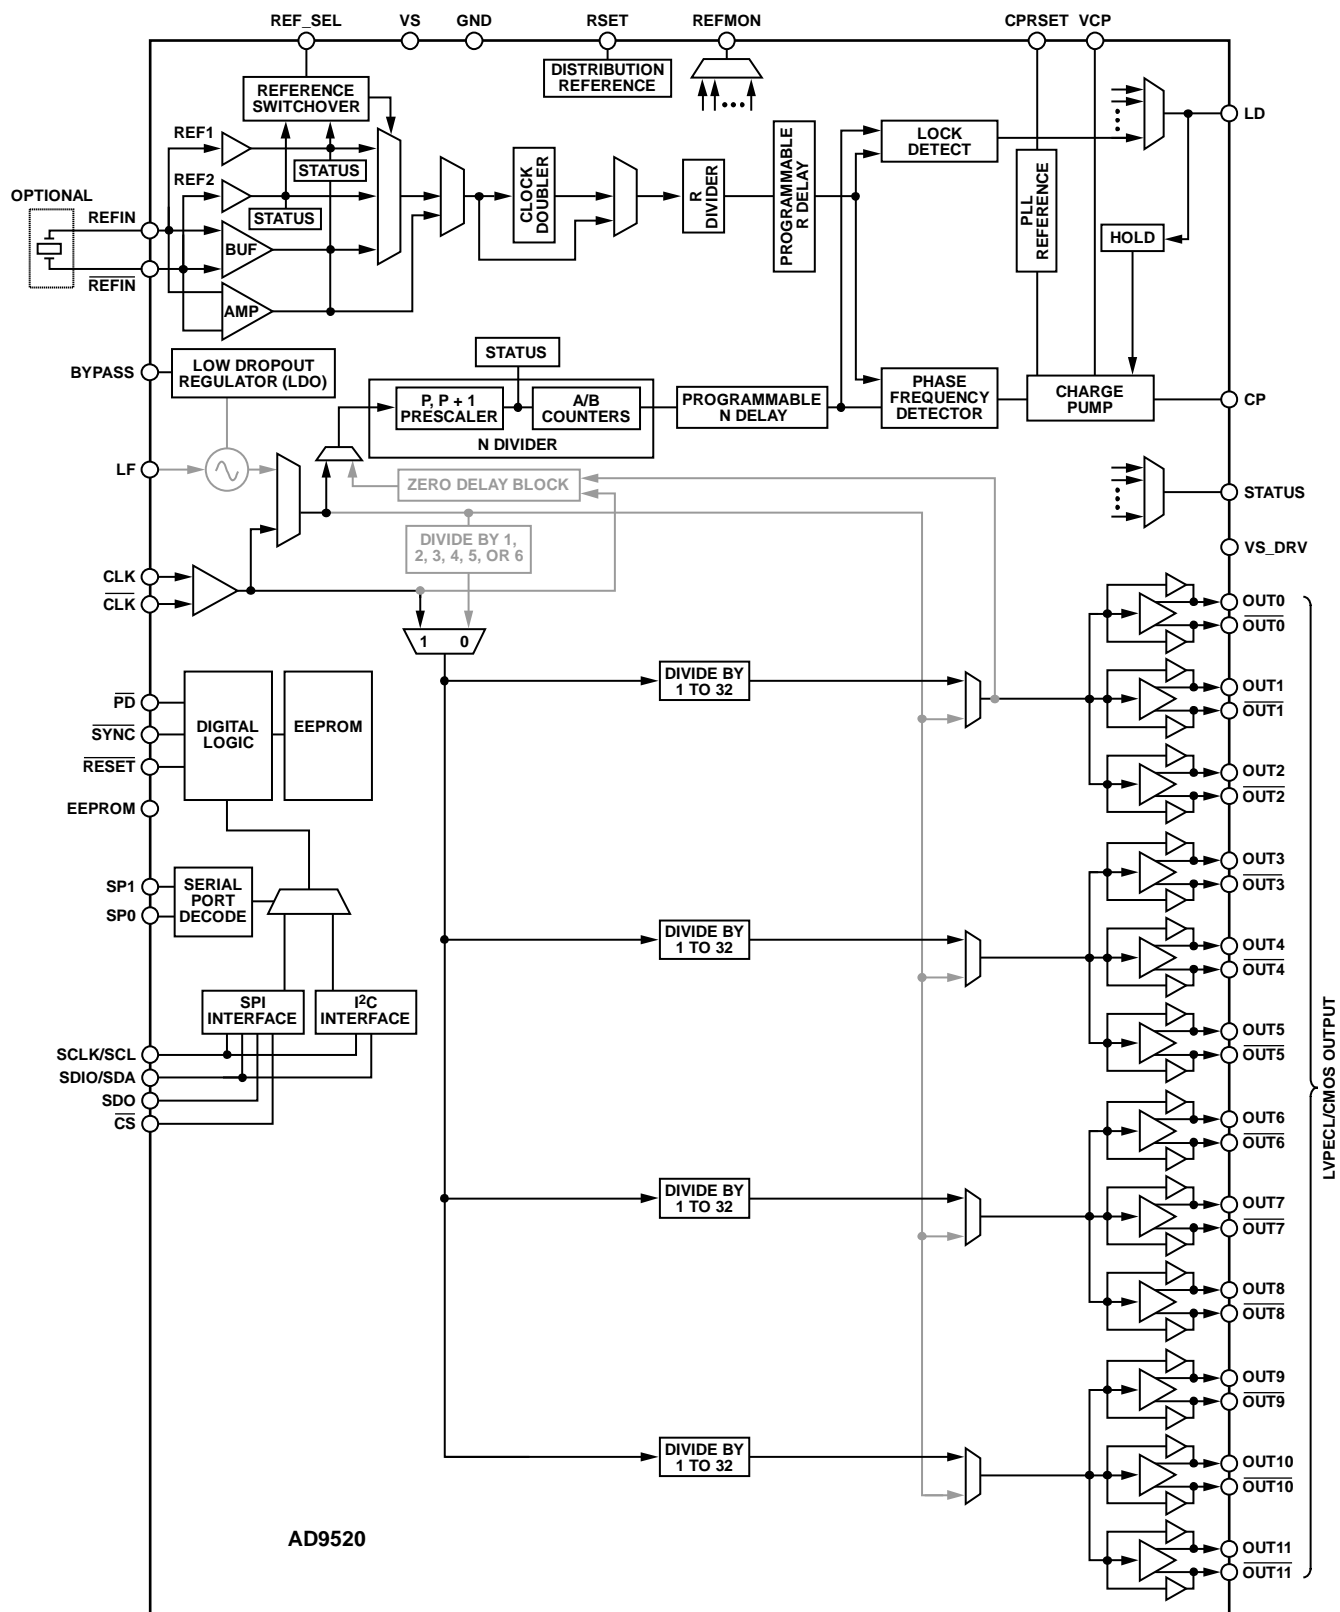 REF_SEL
VS
GND
RSET
REFMON
CPRSET
VCP
DISTRIBUTION
REFERENCE
REFERENCE
SWITCHOVER
LD
REF1
STATUS
REF2
STATUS
CLOCK
DOUBLER
R
DIVIDER
PROGRAMMABLE
R DELAY
LOCK
DETECT
PLL
REFERENCE
HOLD
OPTIONAL
REFIN
REFIN
BUF
AMP
BYPASS
LOW DROPOUT
REGULATOR (LDO)
STATUS
P, P + 1
PRESCALER
A/B
COUNTERS
N DIVIDER
PROGRAMMABLE
N DELAY
PHASE
FREQUENCY
DETECTOR
CHARGE
PUMP
CP
LF
ZERO DELAY BLOCK
STATUS
DIVIDE BY 1,
2, 3, 4, 5, OR 6
VS_DRV
CLK
CLK
1
0
OUT0
OUT0
DIVIDE BY
1 TO 32
OUT1
OUT1
PD
SYNC
RESET
DIGITAL
LOGIC
EEPROM
OUT2
OUT2
EEPROM
SP1
SP0
SERIAL
PORT
DECODE
OUT3
OUT3
DIVIDE BY
1 TO 32
OUT4
OUT4
SPI
INTERFACE
I²C
INTERFACE
OUT5
OUT5
SCLK/SCL
SDIO/SDA
SDO
CS
LVPECL/CMOS OUTPUT
OUT6
OUT6
DIVIDE BY
1 TO 32
OUT7
OUT7
OUT8
OUT8
OUT9
OUT9
DIVIDE BY
1 TO 32
OUT10
OUT10
AD9520
OUT11
OUT11